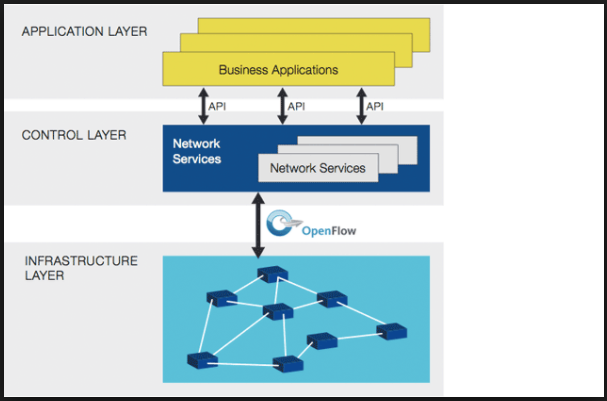 APPLICATION LAYER
Business Applications
API
API
API
CONTROL LAYER
Network
Services
Network Services
OpenFlow
INFRASTRUCTURE
LAYER